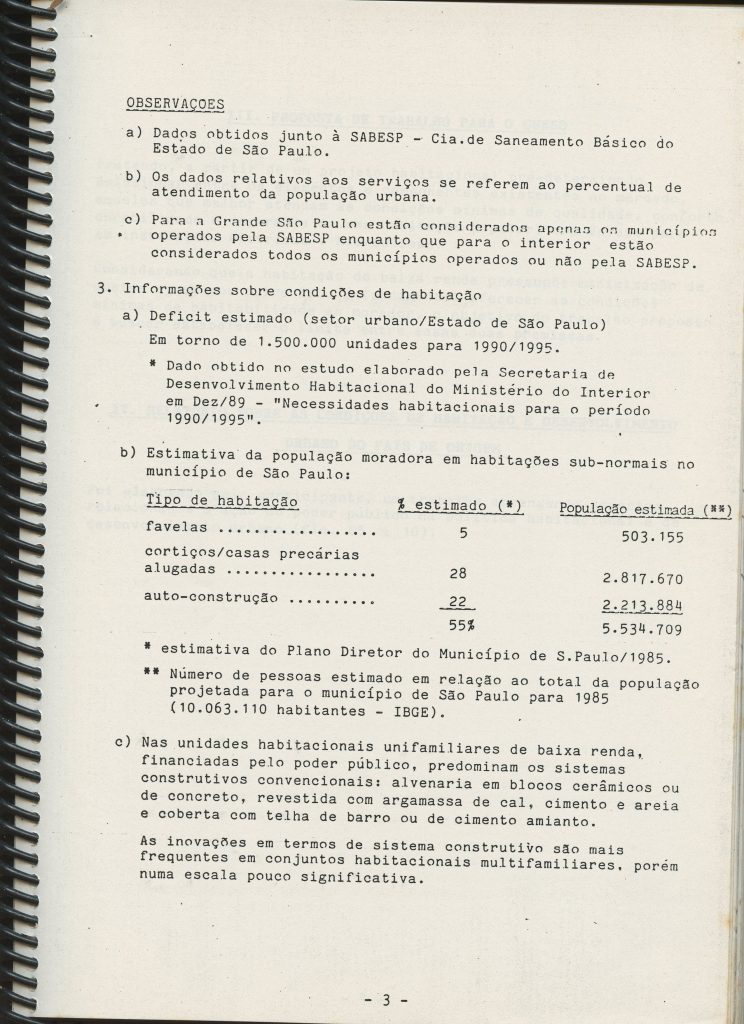 OBSERVAÇOES
a) Dados obtidos junto à SABESP - Cia.de Saneamento Básico do
Estado de São Paulo.
b) Os dados relativos aos serviços se referem ao percentual de
atendimento da população urbana.
c) Para a Grande São Paulo estão considerados apenas os municípios
operados pela SABESP enquanto que para o interior estão
considerados todos os municípios operados ou não pela SABESP.
3. Informações sobre condições de habitação
a) Deficit estimado (setor urbano/Estado de São Paulo)
Em torno de 1.500.000 unidades para 1990/1995.
* Dado obtido no estudo elaborado pela Secretaria de
Desenvolvimento Habitacional do Ministério do Interior
em Dez/89 - "Necessidades habitacionais para o período
1990/1995".
b) Estimativa da população moradora em habitações sub-normais no
município de São Paulo:
Tipo de habitação % estimado (*) População estimada (**)
favelas .................. 5 503.155
cortiços/casas precárias
alugadas ................. 28 2.817.670
auto-construção .......... 22 2.213.884
55% 5.534.709
* estimativa do Plano Diretor do Município de S.Paulo/1985.
** Número de pessoas estimado em relação ao total da população
projetada para o município de São Paulo para 1985
(10.063.110 habitantes - IBGE).
c) Nas unidades habitacionais unifamiliares de baixa renda,
financiadas pelo poder público, predominam os sistemas
construtivos convencionais: alvenaria em blocos cerâmicos ou
de concreto, revestida com argamassa de cal, cimento e areia
e coberta com telha de barro ou de cimento amianto.
As inovações em termos de sistema construtivo são mais
frequentes em conjuntos habitacionais multifamiliares, porém
numa escala pouco significativa.
- 3 -